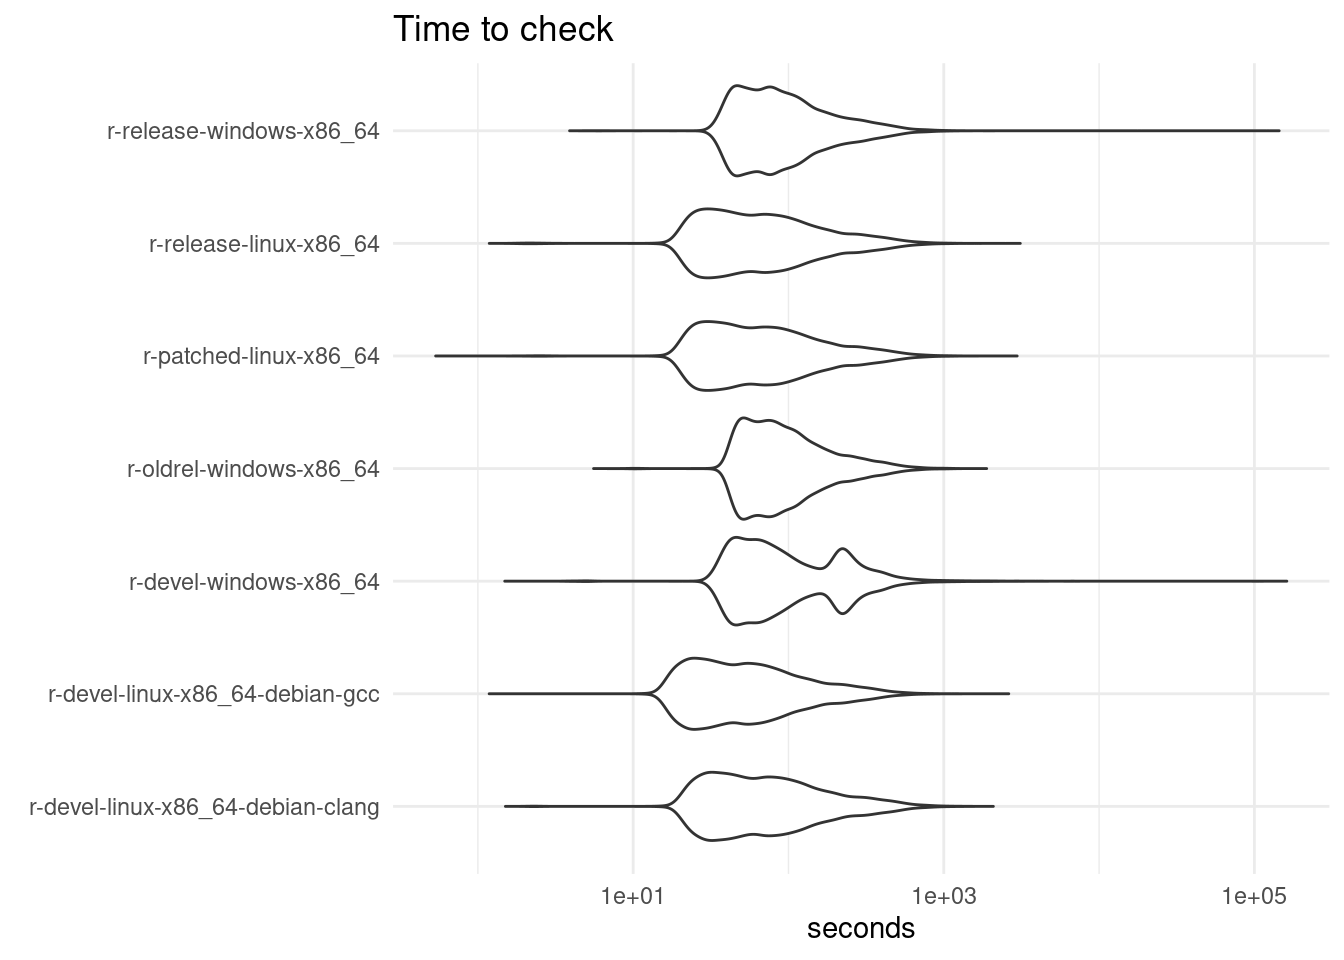 Time to check
r-release-windows-x86_64
r-release-linux-x86_64
r-patched-linux-x86_64
r-oldrel-windows-x86_64
r-devel-windows-x86_64
r-devel-linux-x86_64-debian-gcc
r-devel-linux-x86_64-debian-clang
1e+01 1e+03 1e+05
seconds